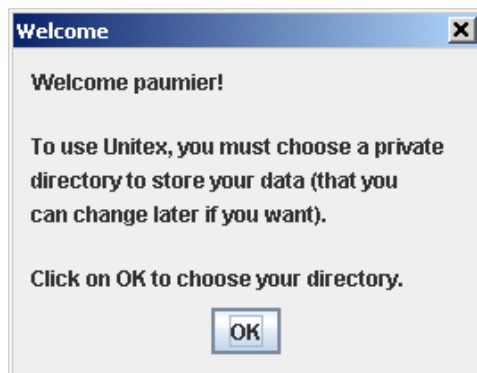 Welcome
Welcome paumier!
To use Unitex, you must choose a private
directory to store your data (that you
can change later if you want).
Click on OK to choose your directory.
OK